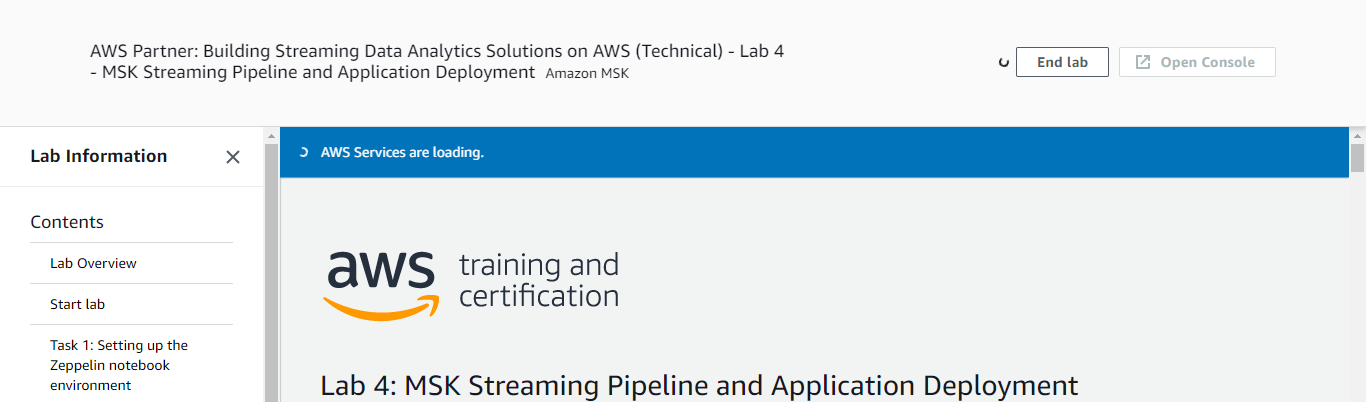 AWS Partner: Building Streaming Data Analytics Solutions on AWS (Technical) - Lab 4
- MSK Streaming Pipeline and Application Deployment Amazon MSK
End lab
Open Console
Lab Information
AWS Services are loading.
Contents
Lab Overview
Start lab
Task 1: Setting up the
Zeppelin notebook
environment
aws
training and
certification
Lab 4: MSK Streaming Pipeline and Application Deployment